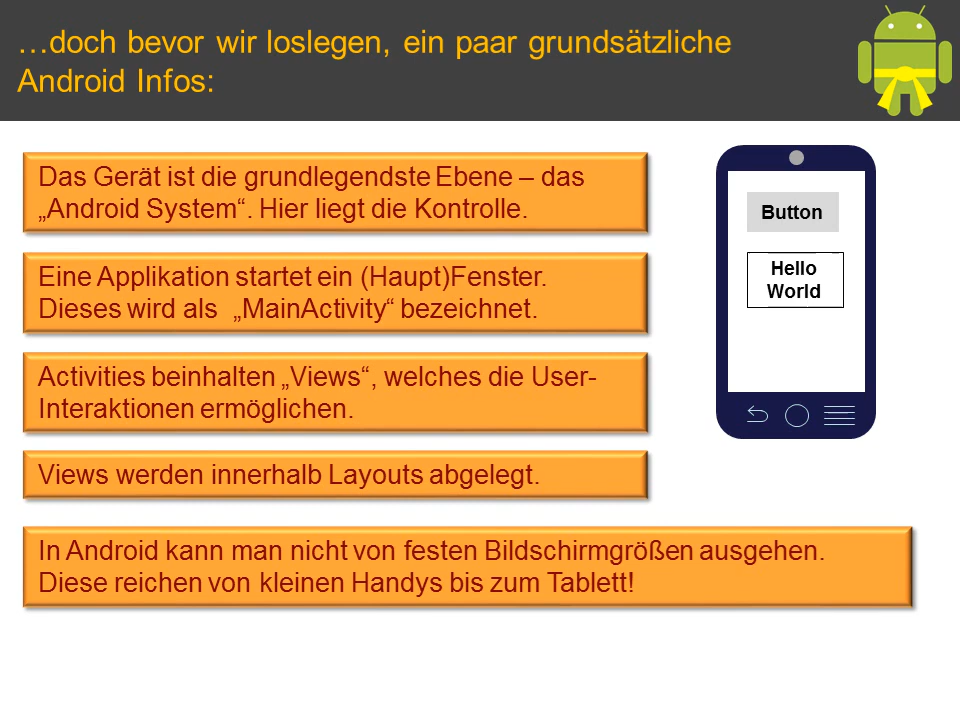 …doch bevor wir loslegen, ein paar grundsätzliche
Android Infos:
Das Gerät ist die grundlegendste Ebene – das
„Android System“. Hier liegt die Kontrolle.
Eine Applikation startet ein (Haupt)Fenster.
Dieses wird als „MainActivity“ bezeichnet.
Activities beinhalten „Views“, welches die User-
Interaktionen ermöglichen.
Views werden innerhalb Layouts abgelegt.
In Android kann man nicht von festen Bildschirmgrößen ausgehen.
Diese reichen von kleinen Handys bis zum Tablett!
Button
Hello
World